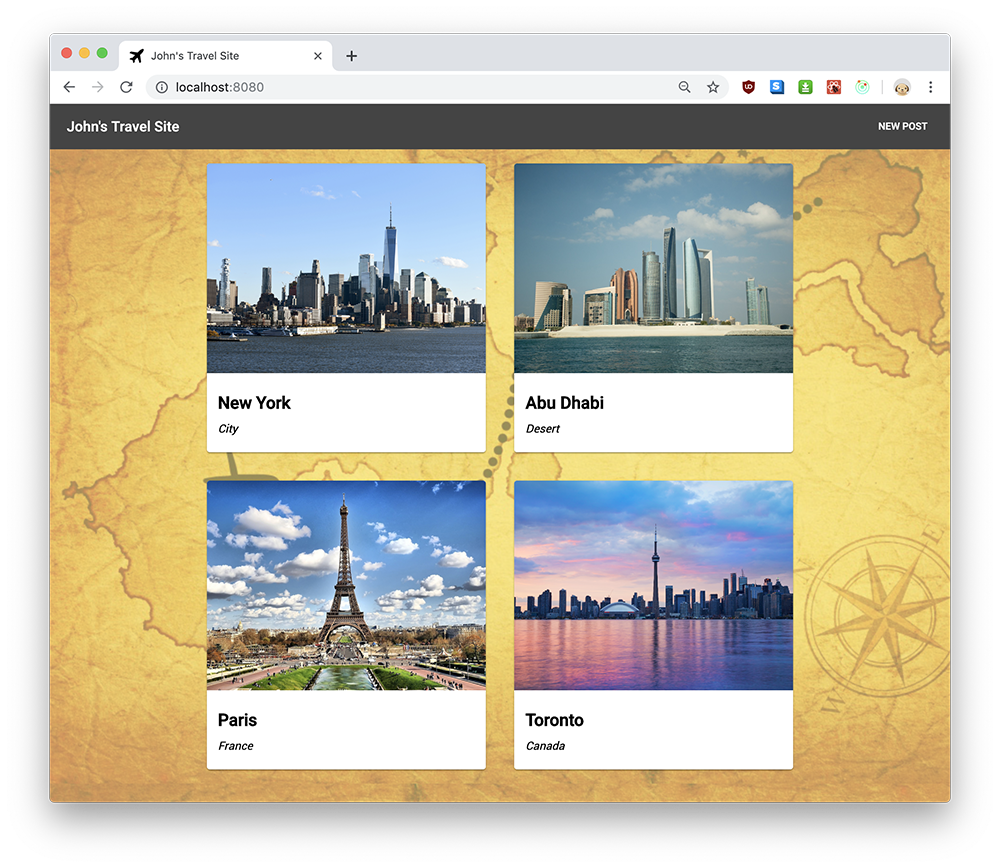 John's Travel Site
localhost:8080
John's Travel Site
NEW POST
New York
City
Abu Dhabi
Desert
Paris
France
Toronto
Canada
E
W